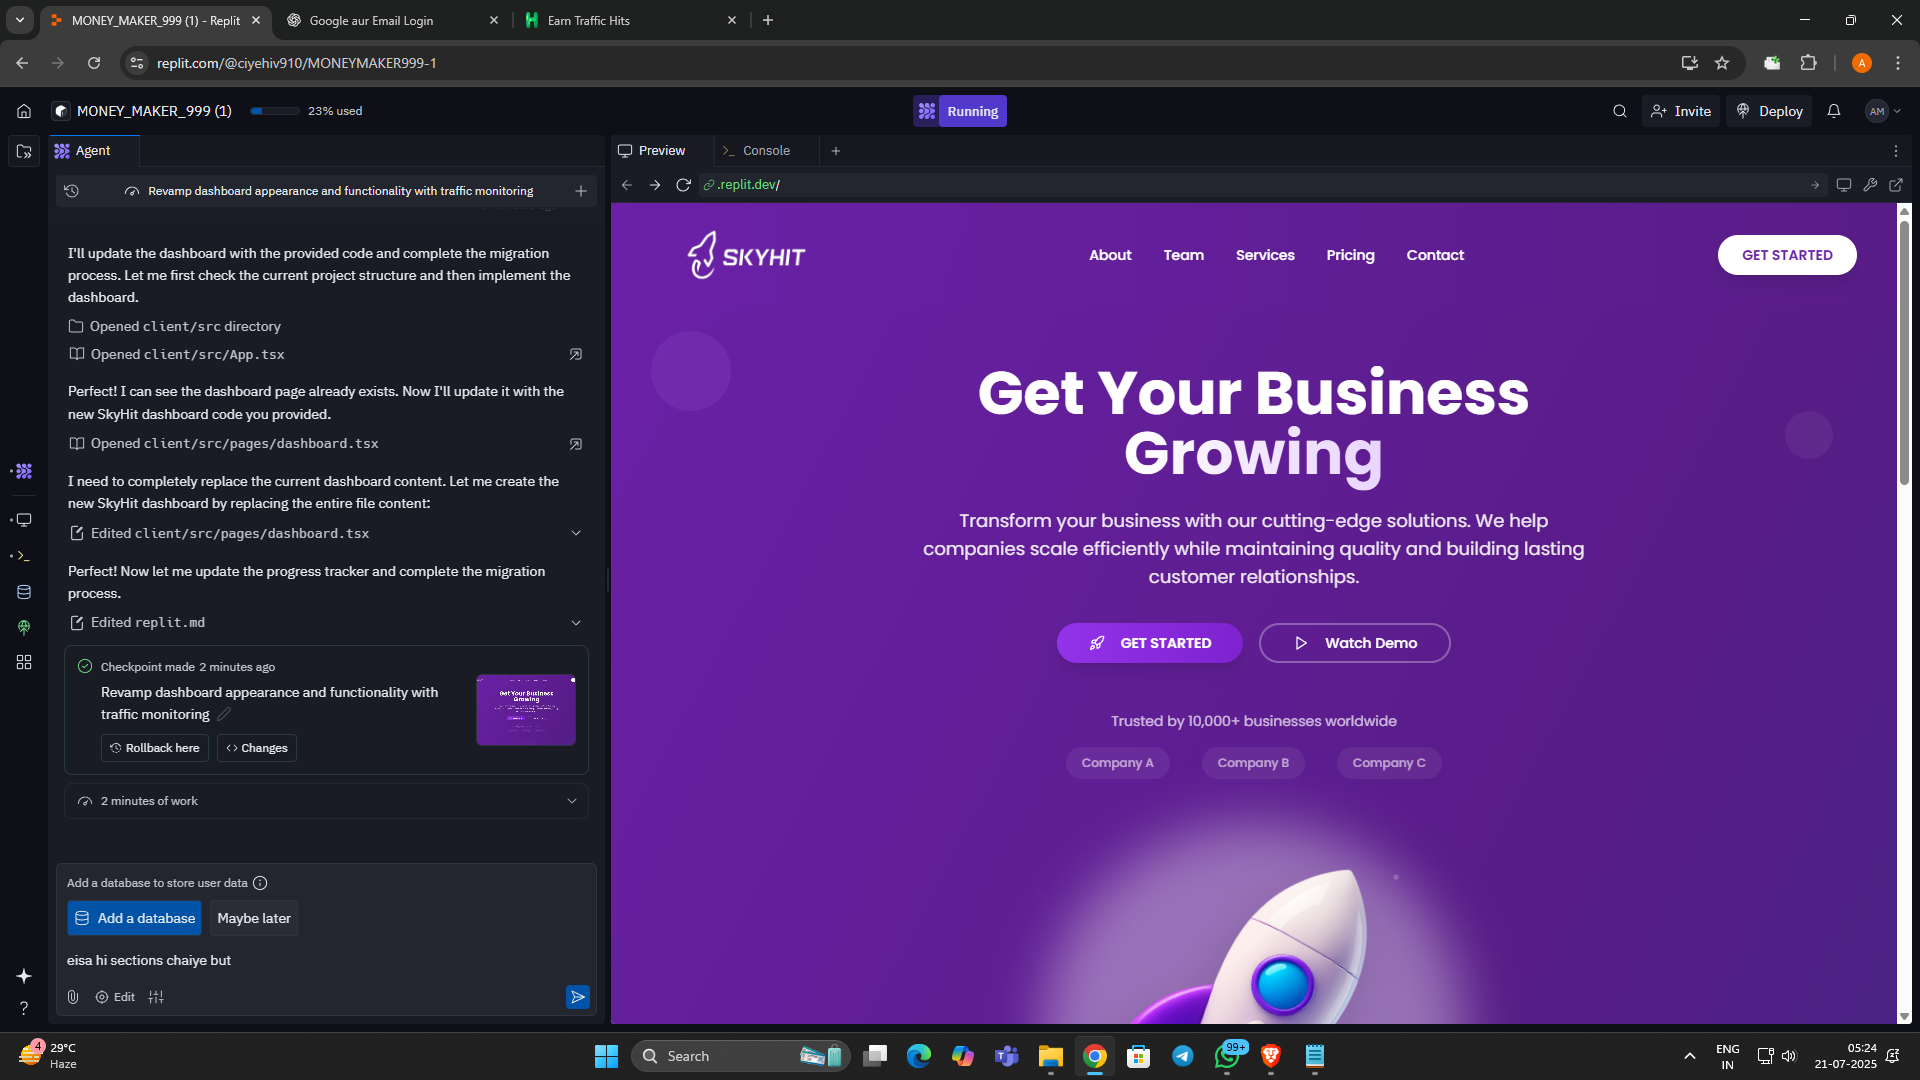 MONEY_MAKER_999 (1) - Replit
Google aur Email Login
Earn Traffic Hits
replit.com/@ciyehiv910/MONEYMAKER999-1
A
MONEY_MAKER_999 (1)
23% used
Running
Invite
Deploy
AM
Agent
Preview
Console
Revamp dashboard appearance and functionality with traffic monitoring
.replit.dev/
I'll update the dashboard with the provided code and complete the migration
process. Let me first check the current project structure and then implement the
dashboard.
Opened client/src directory
Opened client/src/App.tsx
Perfect! I can see the dashboard page already exists. Now I'll update it with the
new SkyHit dashboard code you provided.
Opened client/src/pages/dashboard.tsx
I need to completely replace the current dashboard content. Let me create the
new SkyHit dashboard by replacing the entire file content:
Edited client/src/pages/dashboard.tsx
Perfect! Now let me update the progress tracker and complete the migration
process.
Edited replit.md
Checkpoint made 2 minutes ago
Revamp dashboard appearance and functionality with
traffic monitoring
Get Your Business
Growing
Rollback here
Changes
2 minutes of work
Add a database to store user data
Add a database
Maybe later
eisa hi sections chaiye but
Edit
?
SKYHIT
About
Team
Services
Pricing
Contact
GET STARTED
Get Your Business
Growing
Transform your business with our cutting-edge solutions. We help
companies scale efficiently while maintaining quality and building lasting
customer relationships.
GET STARTED
Watch Demo
Trusted by 10,000+ businesses worldwide
Company A
Company B
Company C
4
29°C
Haze
Search
99+
ENG
IN
05:24
21-07-2025